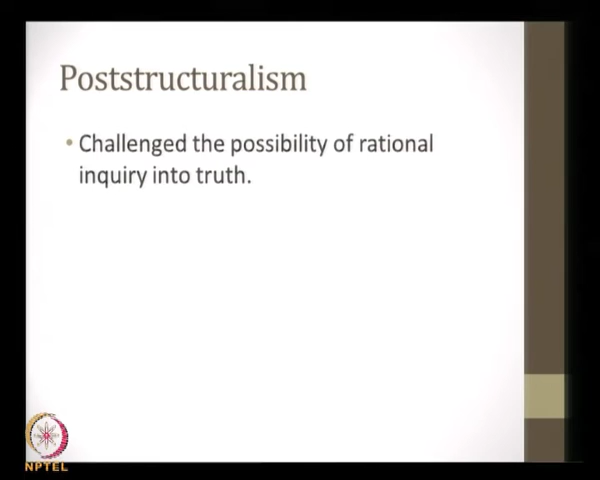 Poststructuralism
• Challenged the possibility of rational
inquiry into truth.
NPTEL